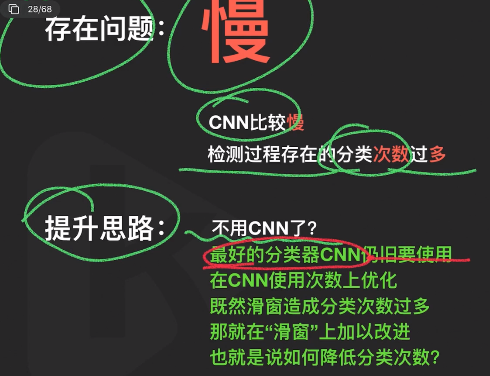 28/68
存在问题：慢
CNN比较慢
检测过程存在的分类次数过多
提升思路：
不用CNN了？
最好的分类器CNN仍旧要使用
在CNN使用次数上优化
既然滑窗造成分类次数过多
那就在“滑窗”上加以改进
也就是说如何降低分类次数？